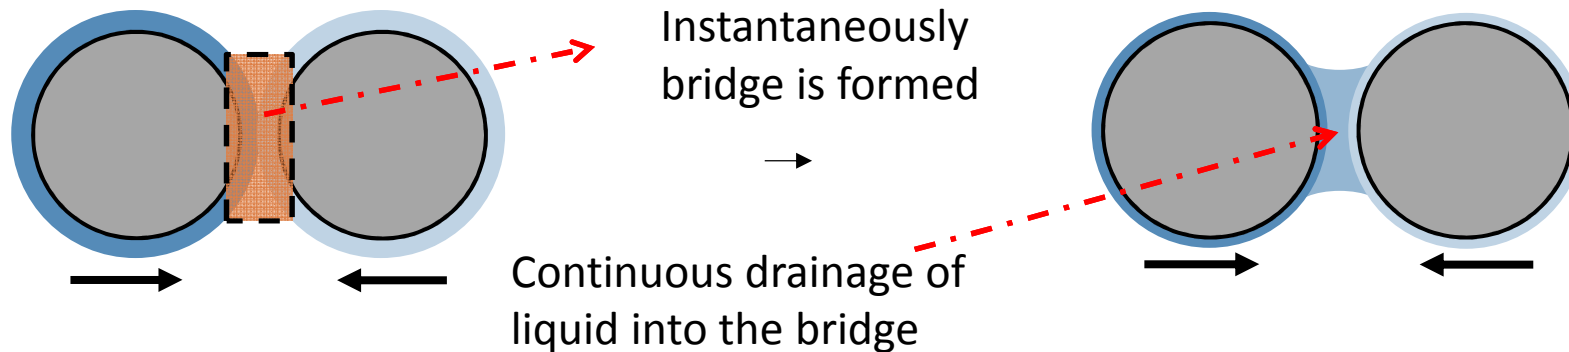 Instantaneously
bridge is formed
Continuous drainage of
liquid into the bridge